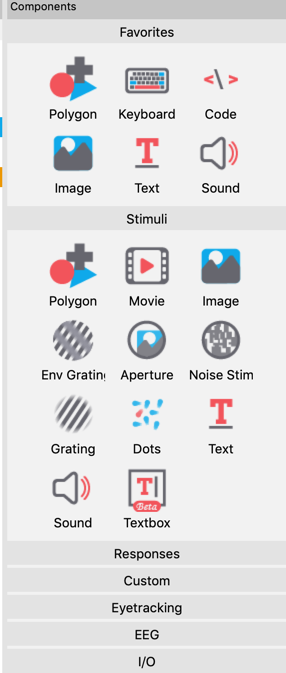 Components
Favorites
Polygon Keyboard Code
Image Text Sound
Stimuli
Polygon Movie Image
Env Gratin Aperture Noise Stim
Grating Dots Text
Sound Textbox
Beta
Responses
Custom
Eyetracking
EEG
I/O